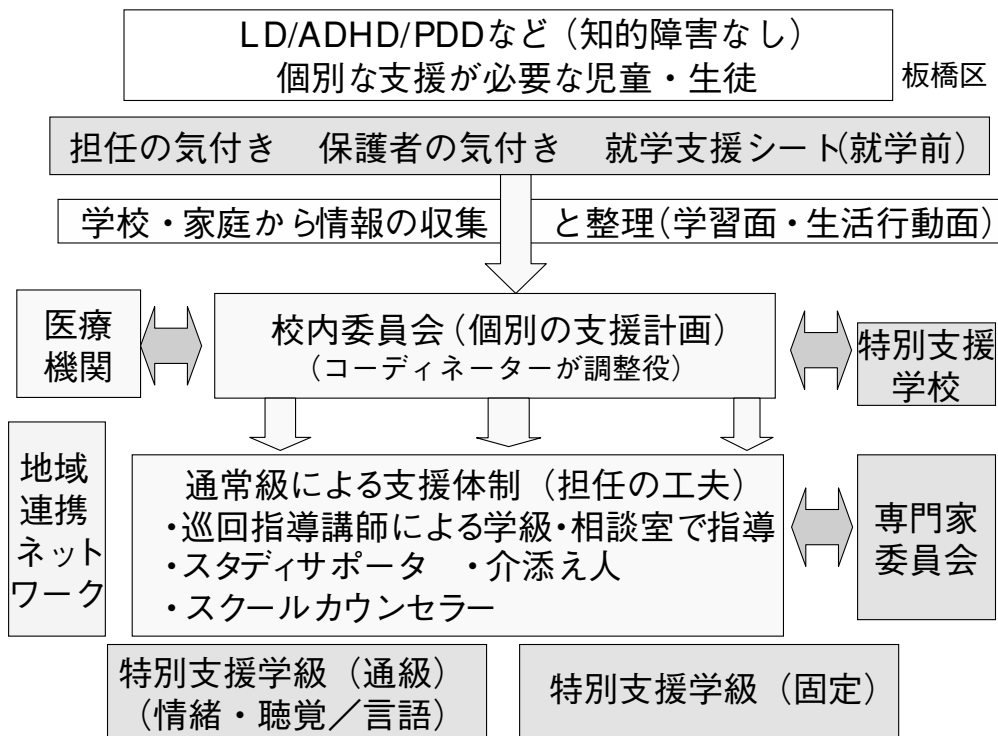 LD/ADHD/PDDなど（知的障害なし）
個別な支援が必要な児童・生徒
板橋区
担任の気付き　保護者の気付き　就学支援シート(就学前）
学校・家庭から情報の収集　と整理(学習面・生活行動面)
医療
機関
校内委員会（個別の支援計画）
（コーディネーターが調整役）
特別支援
学校
地域
連携
ネット
ワーク
通常級による支援体制（担任の工夫）
・巡回指導講師による学級・相談室で指導
・スタディサポータ　・介添え人
・スクールカウンセラー
専門家
委員会
特別支援学級（通級）
（情緒・聴覚／言語）
特別支援学級（固定）